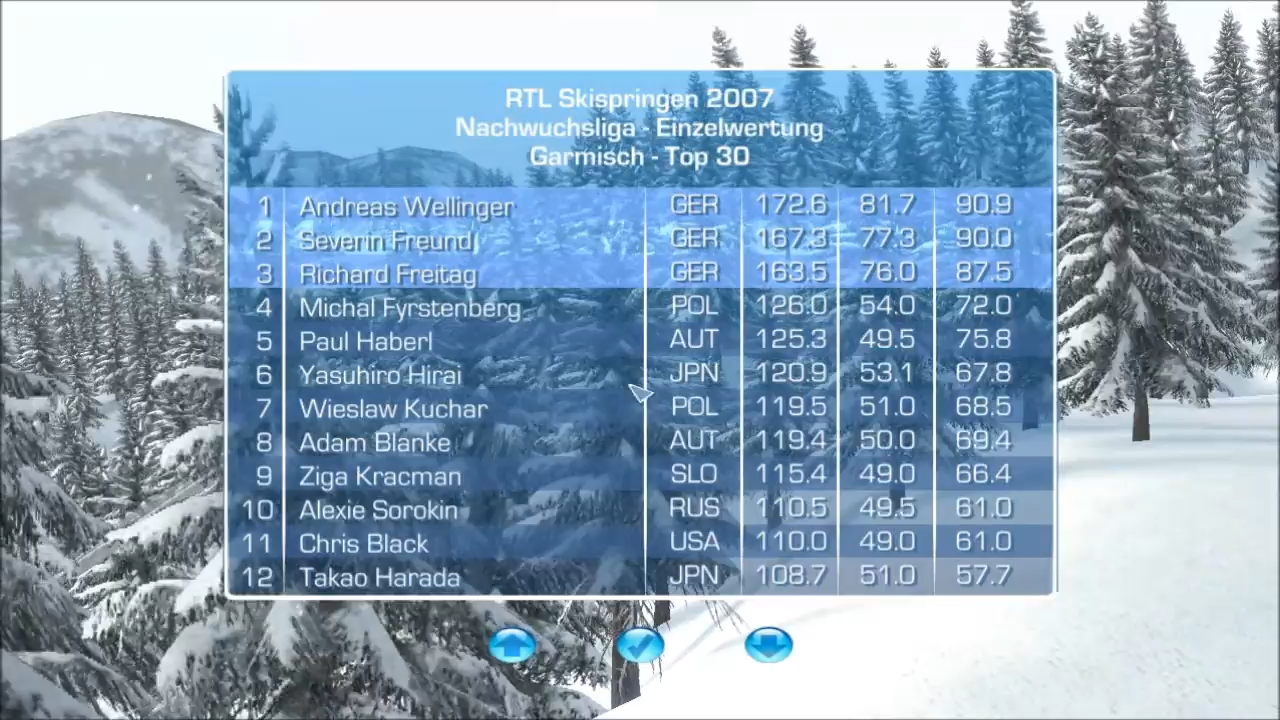 RTL Skispringen 2007
Nachwuchsliga - Einzelwertung
Garmisch - Top 30
1 Andreas Wellinger GER 172.6 81.7 90.9
2 Severin Freund GER 167.3 77.3 90.0
3 Richard Freitag GER 163.5 76.0 87.5
4 Michal Fyrstenberg POL 126.0 54.0 72.0
5 Paul Haberl AUT 125.3 49.5 75.8
6 Yasuhiro Hirai JPN 120.9 53.1 67.8
7 Wieslaw Kuchar POL 119.5 51.0 68.5
8 Adam Blanke AUT 119.4 50.0 69.4
9 Ziga Kracman SLO 115.4 49.0 66.4
10 Alexie Sorokin RUS 110.5 49.5 61.0
11 Chris Black USA 110.0 49.0 61.0
12 Takao Harada JPN 108.7 51.0 57.7